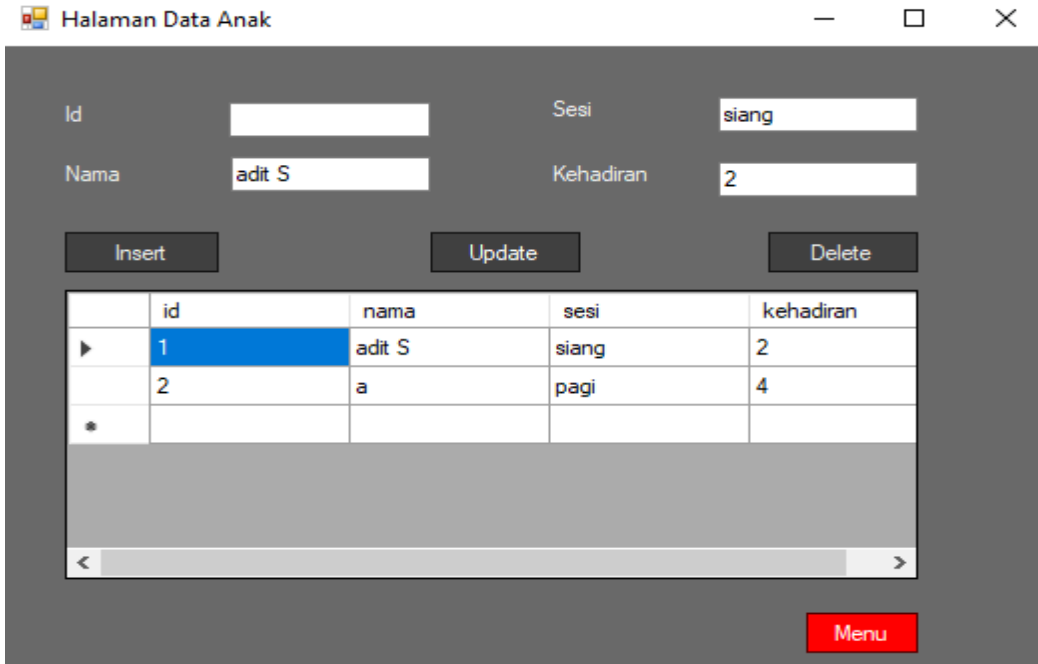 Halaman Data Anak
Id
Sesi siang
Nama adit S
Kehadiran 2
Insert Update Delete
id nama sesi kehadiran
1 adit S siang 2
2 a pagi 4
Menu